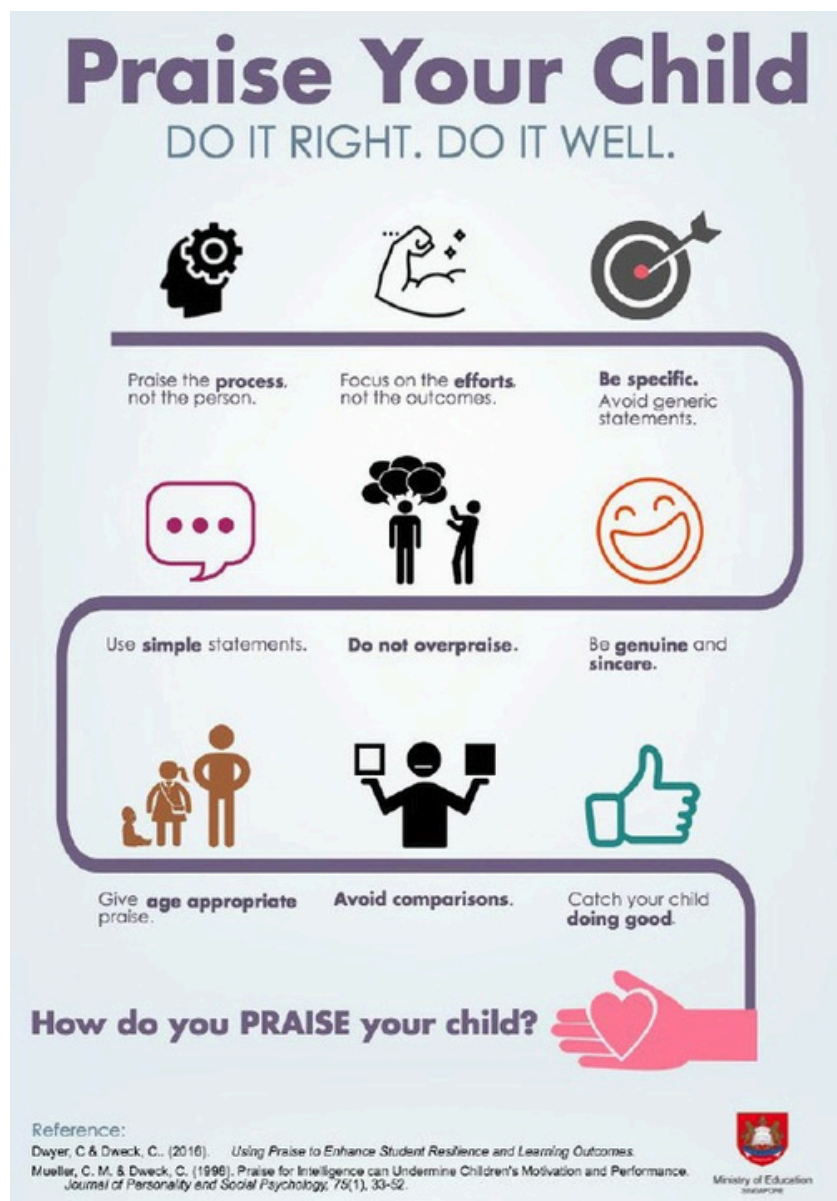 Praise Your Child
DO IT RIGHT. DO IT WELL.
Praise the process,
not the person.
Focus on the efforts
not the outcomes.
Be specific.
Avoid generic
statements.
Use simple statements.
Do not overpraise.
Be genuine and
sincere.
Give age appropriate
praise.
Avoid comparisons.
Catch your child
doing good.
How do you PRAISE your child?
Reference:
Dwyer, C & Dweck, C.. (2016). Using Praise to Enhance Student Resilience and Learning Outcomes.
Mueller, C. M. & Dweck, C. (1998). Praise for Intelligence can Undermine Children's Motivation and Performance.
Journal of Personality and Social Psychology, 75(1), 33-52.
Ministry of Education
SINGAPORE